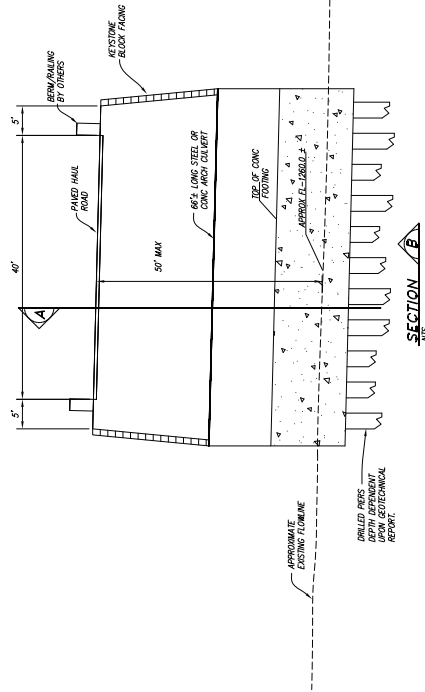 BERM/RAILING
BY OTHERS
KEYSTONE
BLOCK FACING
5'
40'
5'
PAVED HAUL
ROAD
A
66'± LONG STEEL OR
CONC ARCH CULVERT
50' MAX
TOP OF CONC
FOOTING
APPROX FL-1260.0 ±
APPROXIMATE
EXISTING FLOWLINE
DRILLED PIERS
DEPTH DEPENDENT
UPON GEOTECHNICAL
REPORT.
SECTION B
NTS